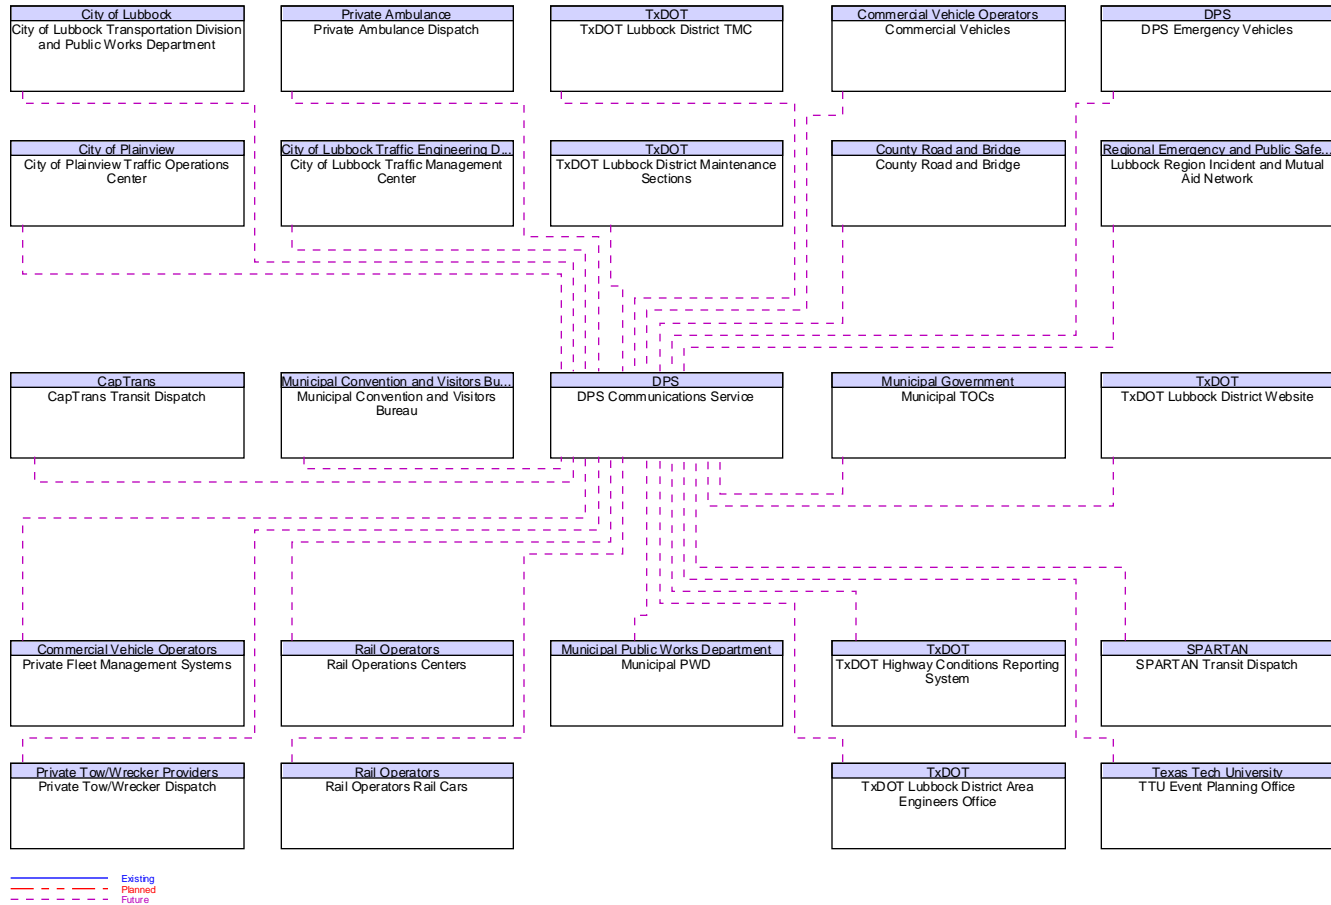 City of Lubbock
City of Lubbock Transportation Division
and Public Works Department
Private Ambulance
Private Ambulance Dispatch
TxDOT
TxDOT Lubbock District TMC
Commercial Vehicle Operators
Commercial Vehicles
DPS
DPS Emergency Vehicles
City of Plainview
City of Plainview Traffic Operations
Center
City of Lubbock Traffic Engineering D...
City of Lubbock Traffic Management
Center
TxDOT
TxDOT Lubbock District Maintenance
Sections
County Road and Bridge
County Road and Bridge
Regional Emergency and Public Safe...
Lubbock Region Incident and Mutual
Aid Network
CapTrans
CapTrans Transit Dispatch
Municipal Convention and Visitors Bu...
Municipal Convention and Visitors
Bureau
DPS
DPS Communications Service
Municipal Government
Municipal TOCs
TxDOT
TxDOT Lubbock District Website
Commercial Vehicle Operators
Private Fleet Management Systems
Rail Operators
Rail Operations Centers
Municipal Public Works Department
Municipal PWD
TxDOT
TxDOT Highway Conditions Reporting
System
SPARTAN
SPARTAN Transit Dispatch
Private Tow/Wrecker Providers
Private Tow/Wrecker Dispatch
Rail Operators
Rail Operators Rail Cars
TxDOT
TxDOT Lubbock District Area
Engineers Office
Texas Tech University
TTU Event Planning Office
Existing
Planned
Future